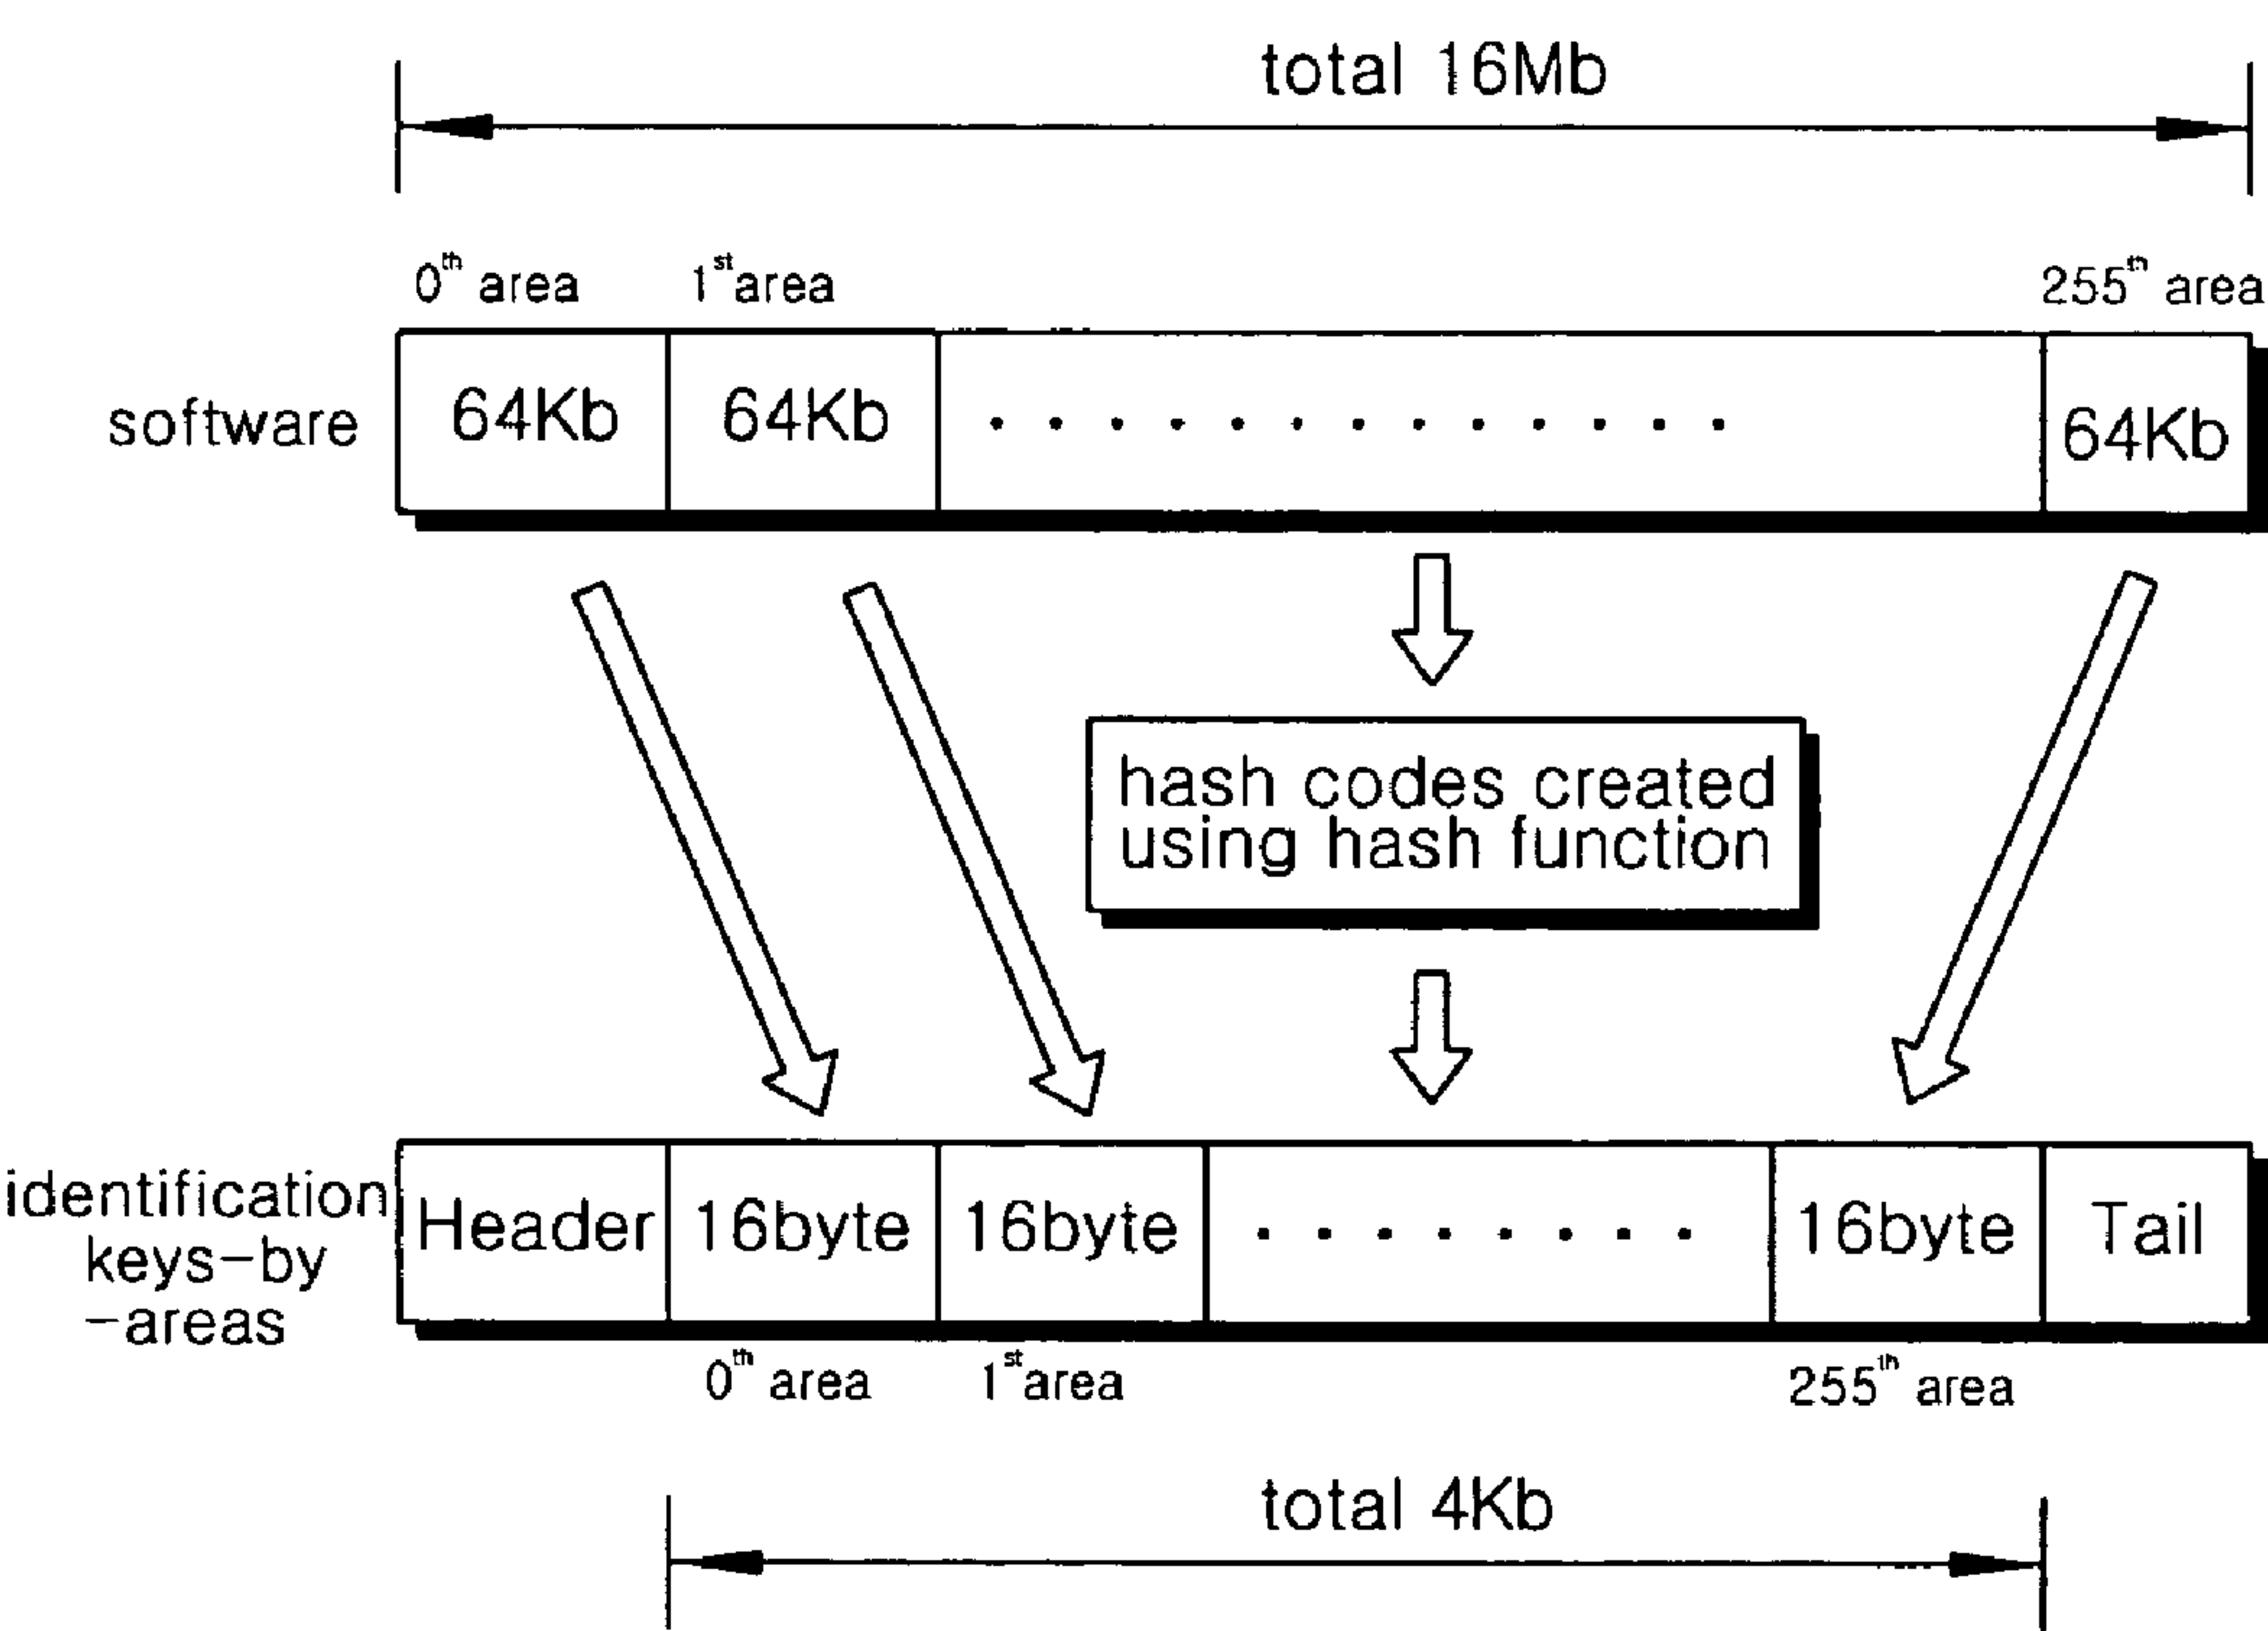 total 16Mb
0th area 1st area 255th area
software 64Kb 64Kb . . . . . . . . . . . . . 64Kb
hash codes created
using hash function
identification
keys-by
-areas
Header 16byte 16byte . . . . . . . . 16byte Tail
0th area 1st area 255th area
total 4Kb